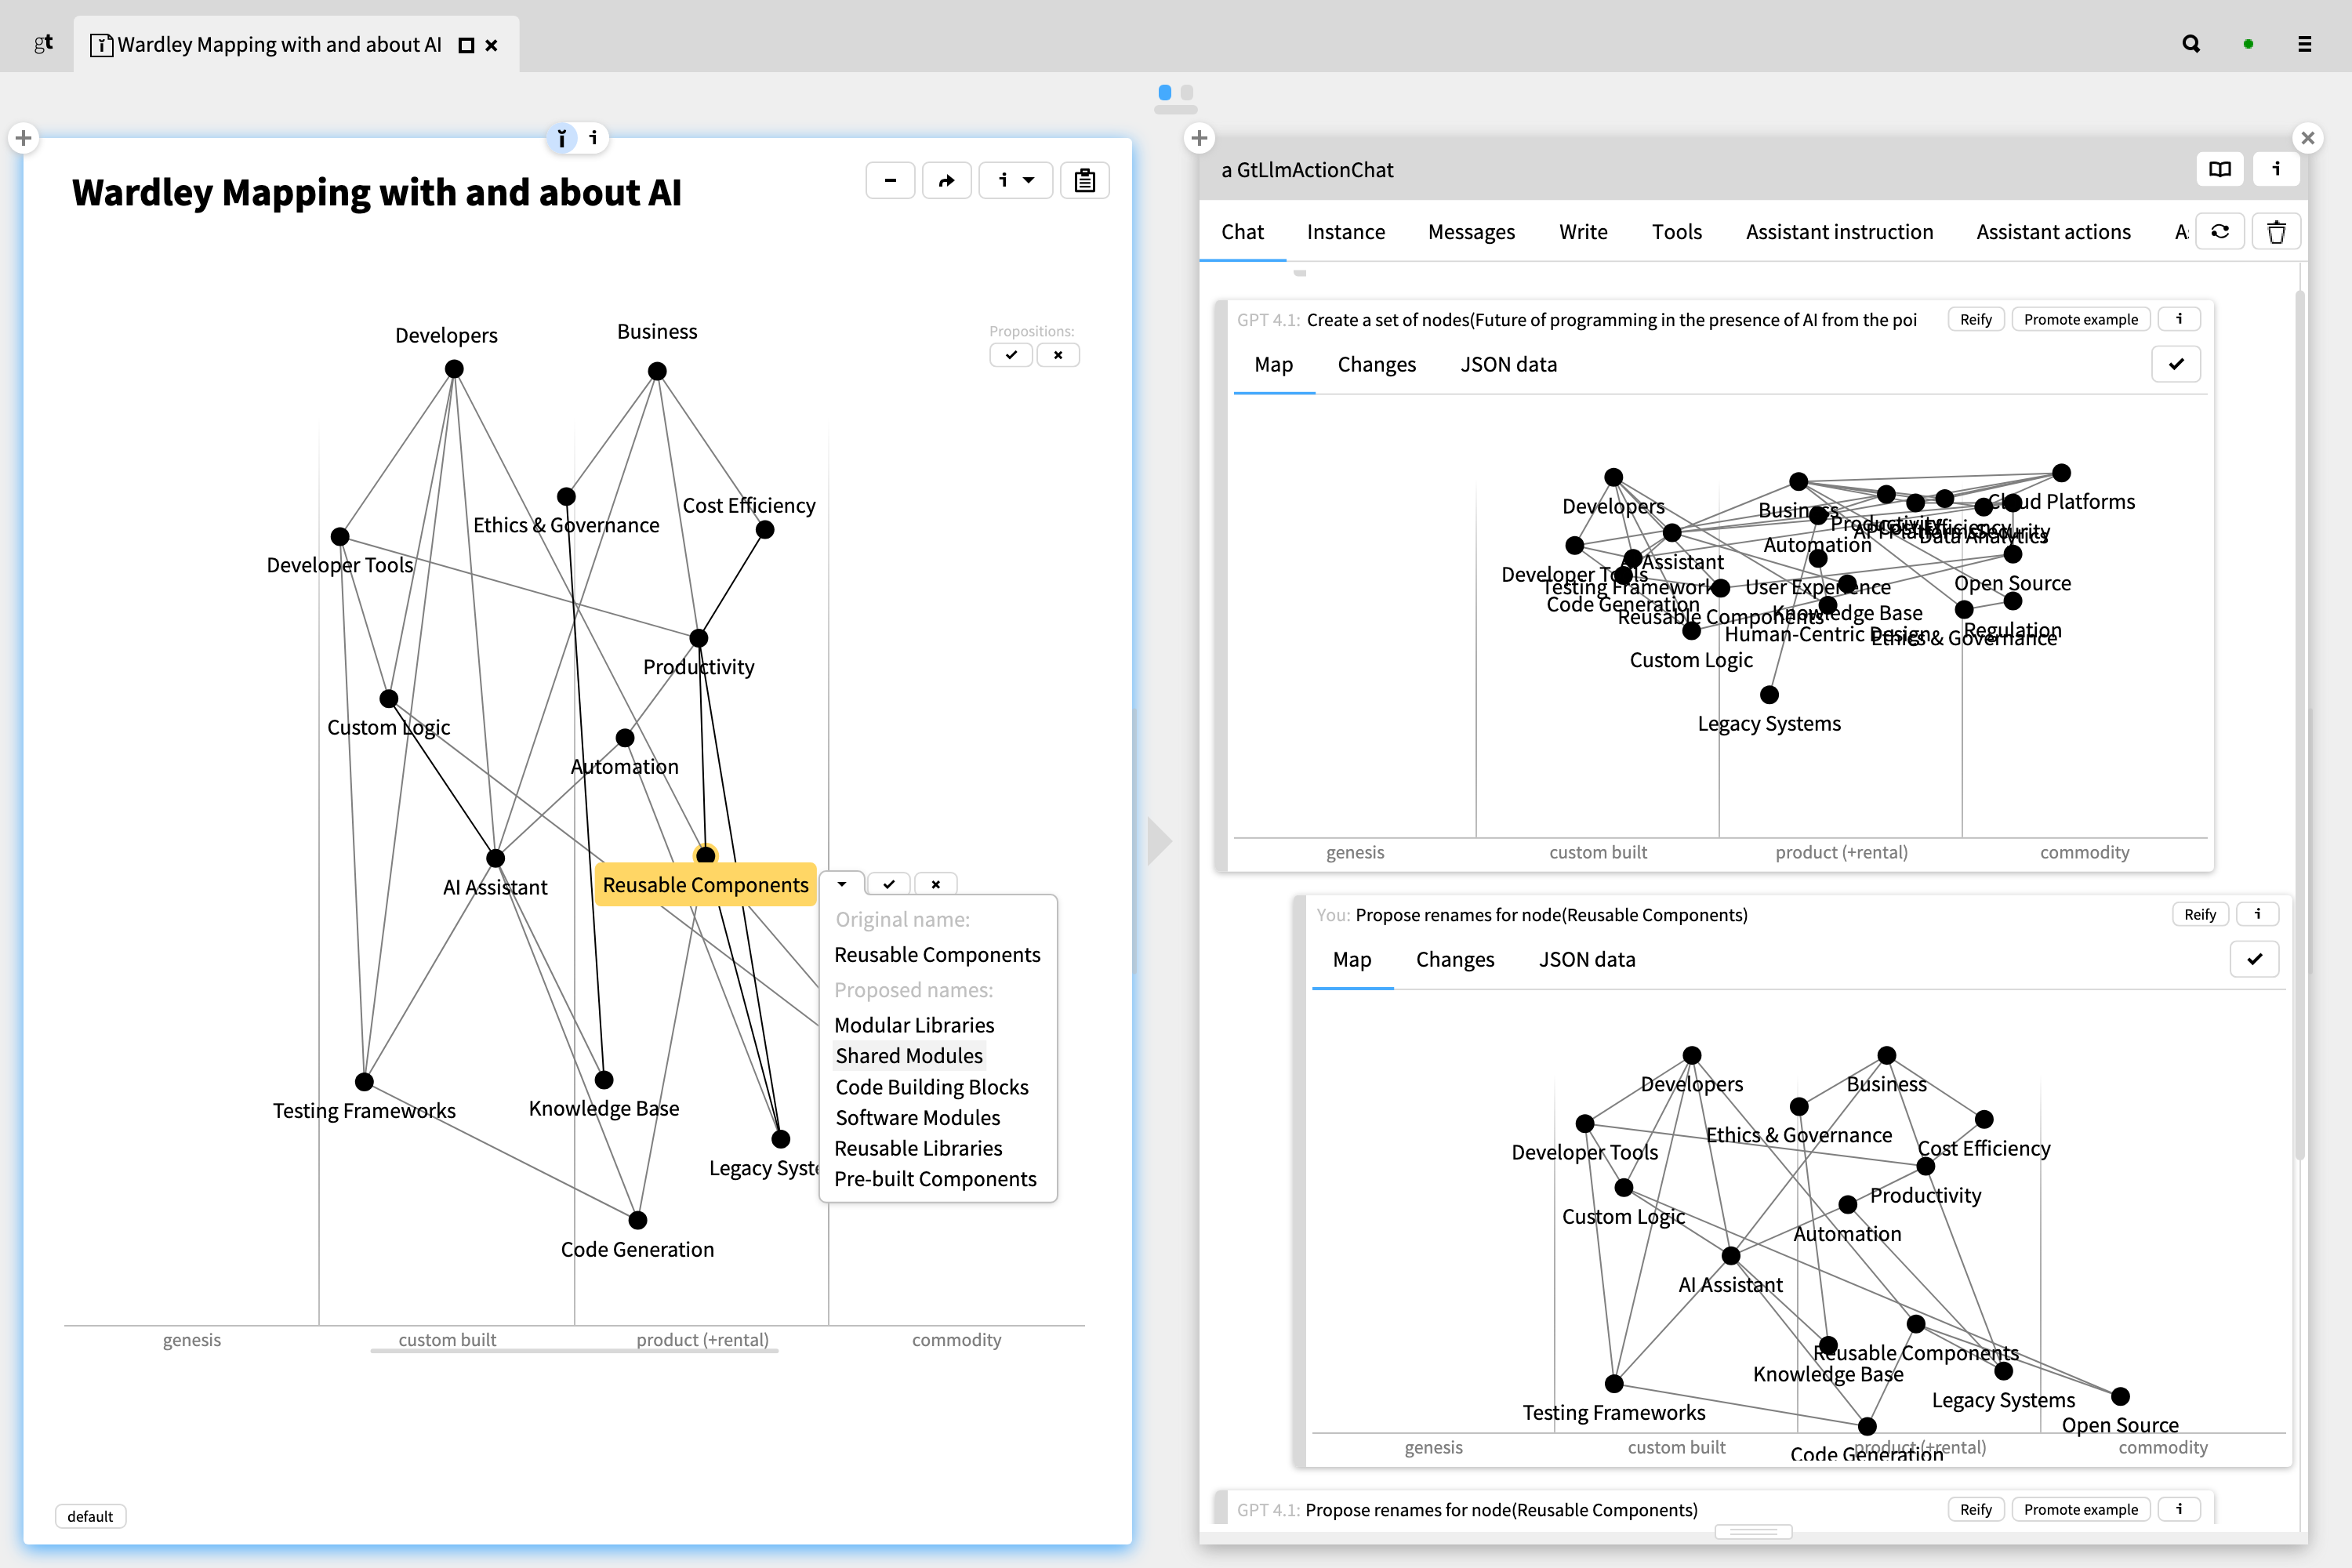 gt
Wardley Mapping with and about AI
Wardley Mapping with and about AI
Propositions:
Developers
Business
Ethics & Governance
Cost Efficiency
Developer Tools
Productivity
Custom Logic
Automation
AI Assistant
Reusable Components
Original name:
Reusable Components
Proposed names:
Modular Libraries
Shared Modules
Code Building Blocks
Software Modules
Reusable Libraries
Pre-built Components
Testing Frameworks
Knowledge Base
Legacy Syste
Code Generation
genesis
custom built
product (+rental)
commodity
default
a GtLlmActionChat
Chat
Instance
Messages
Write
Tools
Assistant instruction
Assistant actions
As
GPT 4.1: Create a set of nodes(Future of programming in the presence of AI from the poi
Reify
Promote example
Map
Changes
JSON data
Developers
Business
Cloud Platforms
Productivity
Cost Efficiency
Data Analytics
Automation
Assistant
Developer Tools
Testing Frameworks
User Experience
Open Source
Code Generation
Reusable Components
Knowledge Base
Human-Centric Design
Regulation
Ethics & Governance
Custom Logic
Legacy Systems
genesis
custom built
product (+rental)
commodity
You: Propose renames for node(Reusable Components)
Reify
Map
Changes
JSON data
Developers
Business
Ethics & Governance
Cost Efficiency
Developer Tools
Productivity
Custom Logic
Automation
AI Assistant
Reusable Components
Knowledge Base
Legacy Systems
Testing Frameworks
Open Source
Code Generation
genesis
custom built
product (+rental)
commodity
GPT 4.1: Propose renames for node(Reusable Components)
Reify
Promote example